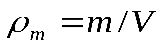 ρₘ = m/V